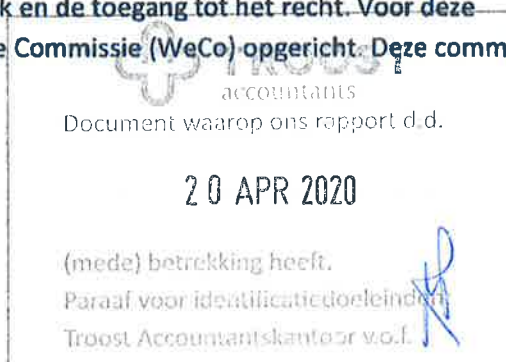 k en de toegang tot het recht. Voor deze
e Commissie (WeCo) opgericht. Deze comm
TROOST
accountants
Document waarop ons rapport d.d.
20 APR 2020
(mede) betrekking heeft.
Paraaf voor identificatiedoeleinden
Troost Accountantskantoor v.o.f.